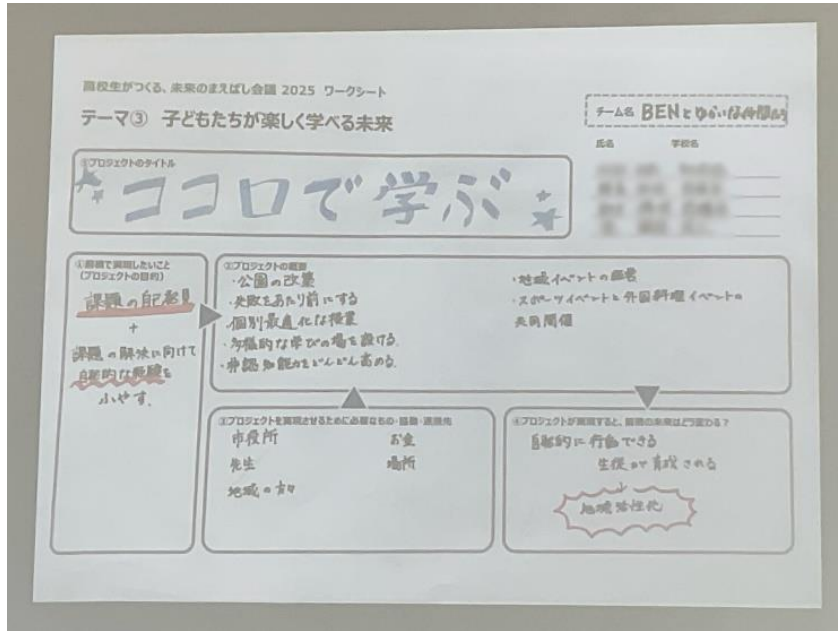 高校生がつくる、未来のまえばし会議 2025 ワークシート
テーマ③ 子どもたちが楽しく学べる未来
チーム名 BENとゆかいな仲間たち
氏名 学校名
プロジェクトのタイトル
ココロで学ぶ
①前橋で実現したいこと
(プロジェクトの目的)
課題の自己
+
課題の解決に向けて
自発的な経験を
ふやす。
②プロジェクトの概要
・公園の改築
・失敗をあたり前にする
・個別最適化な授業
・多様的な学びの場を設ける。
・非認知能力をどんどん高める。
・地域イベントの
・スポーツイベントと外国料理イベントの
共同開催
③プロジェクトを実現させるために必要なもの・協働・連携先
市役所 お金
先生 場所
地域の方々
④プロジェクトが実現すると、前橋の未来はどう変わる?
自発的に行動できる
生徒が育成される
↓
地域活性化